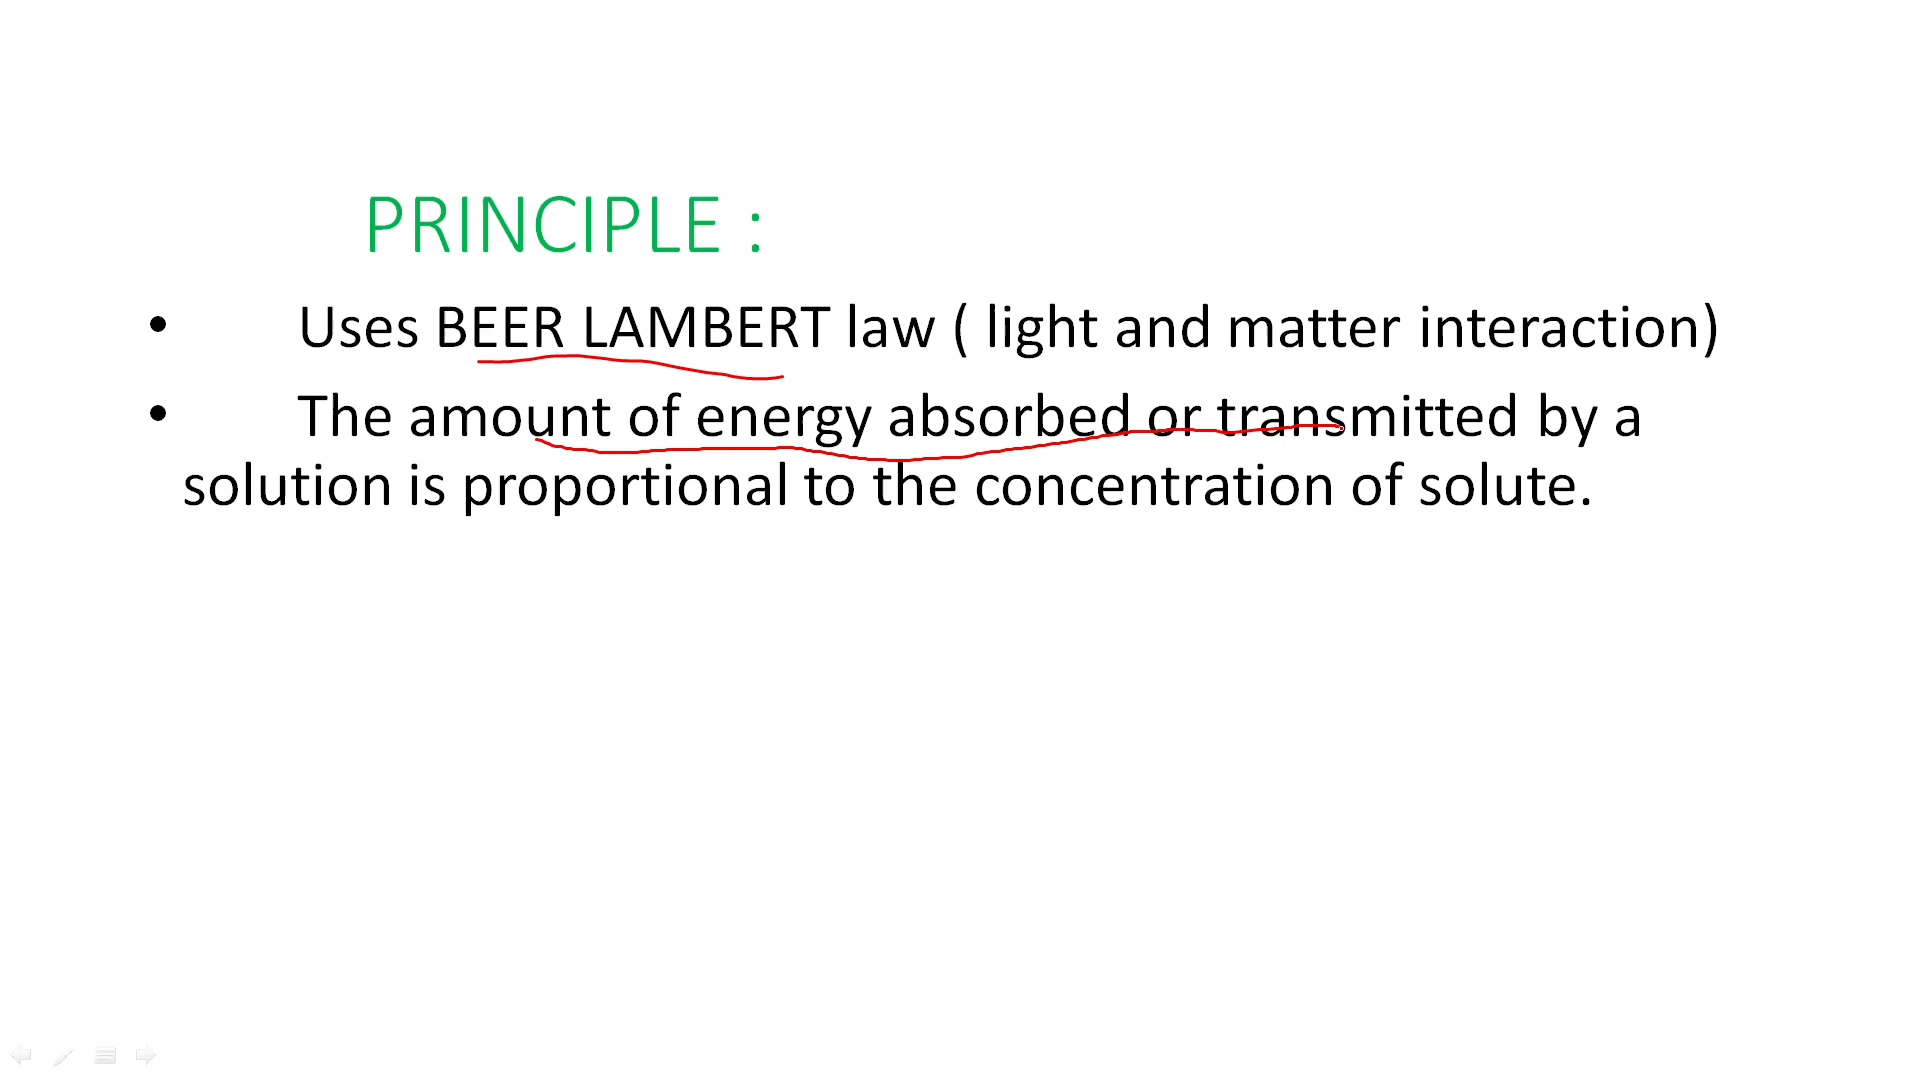 PRINCIPLE :
• Uses BEER LAMBERT law ( light and matter interaction)
• The amount of energy absorbed or transmitted by a
solution is proportional to the concentration of solute.